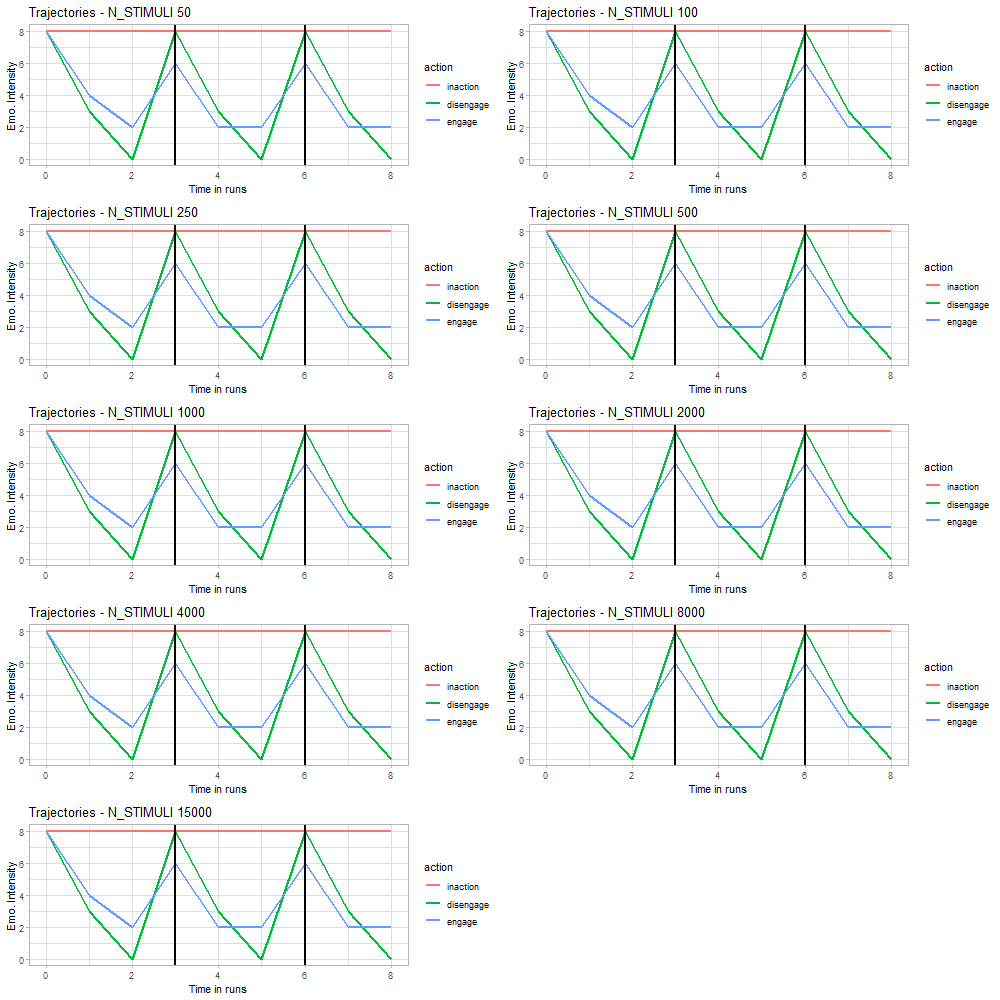 Trajectories - N_STIMULI 50
Emo. Intensity
8
6
4
2
0
0 2 4 6 8
Time in runs
action
inaction
disengage
engage
Trajectories - N_STIMULI 100
Emo. Intensity
8
6
4
2
0
0 2 4 6 8
Time in runs
action
inaction
disengage
engage
Trajectories - N_STIMULI 250
Emo. Intensity
8
6
4
2
0
0 2 4 6 8
Time in runs
action
inaction
disengage
engage
Trajectories - N_STIMULI 500
Emo. Intensity
8
6
4
2
0
0 2 4 6 8
Time in runs
action
inaction
disengage
engage
Trajectories - N_STIMULI 1000
Emo. Intensity
8
6
4
2
0
0 2 4 6 8
Time in runs
action
inaction
disengage
engage
Trajectories - N_STIMULI 2000
Emo. Intensity
8
6
4
2
0
0 2 4 6 8
Time in runs
action
inaction
disengage
engage
Trajectories - N_STIMULI 4000
Emo. Intensity
8
6
4
2
0
0 2 4 6 8
Time in runs
action
inaction
disengage
engage
Trajectories - N_STIMULI 8000
Emo. Intensity
8
6
4
2
0
0 2 4 6 8
Time in runs
action
inaction
disengage
engage
Trajectories - N_STIMULI 15000
Emo. Intensity
8
6
4
2
0
0 2 4 6 8
Time in runs
action
inaction
disengage
engage